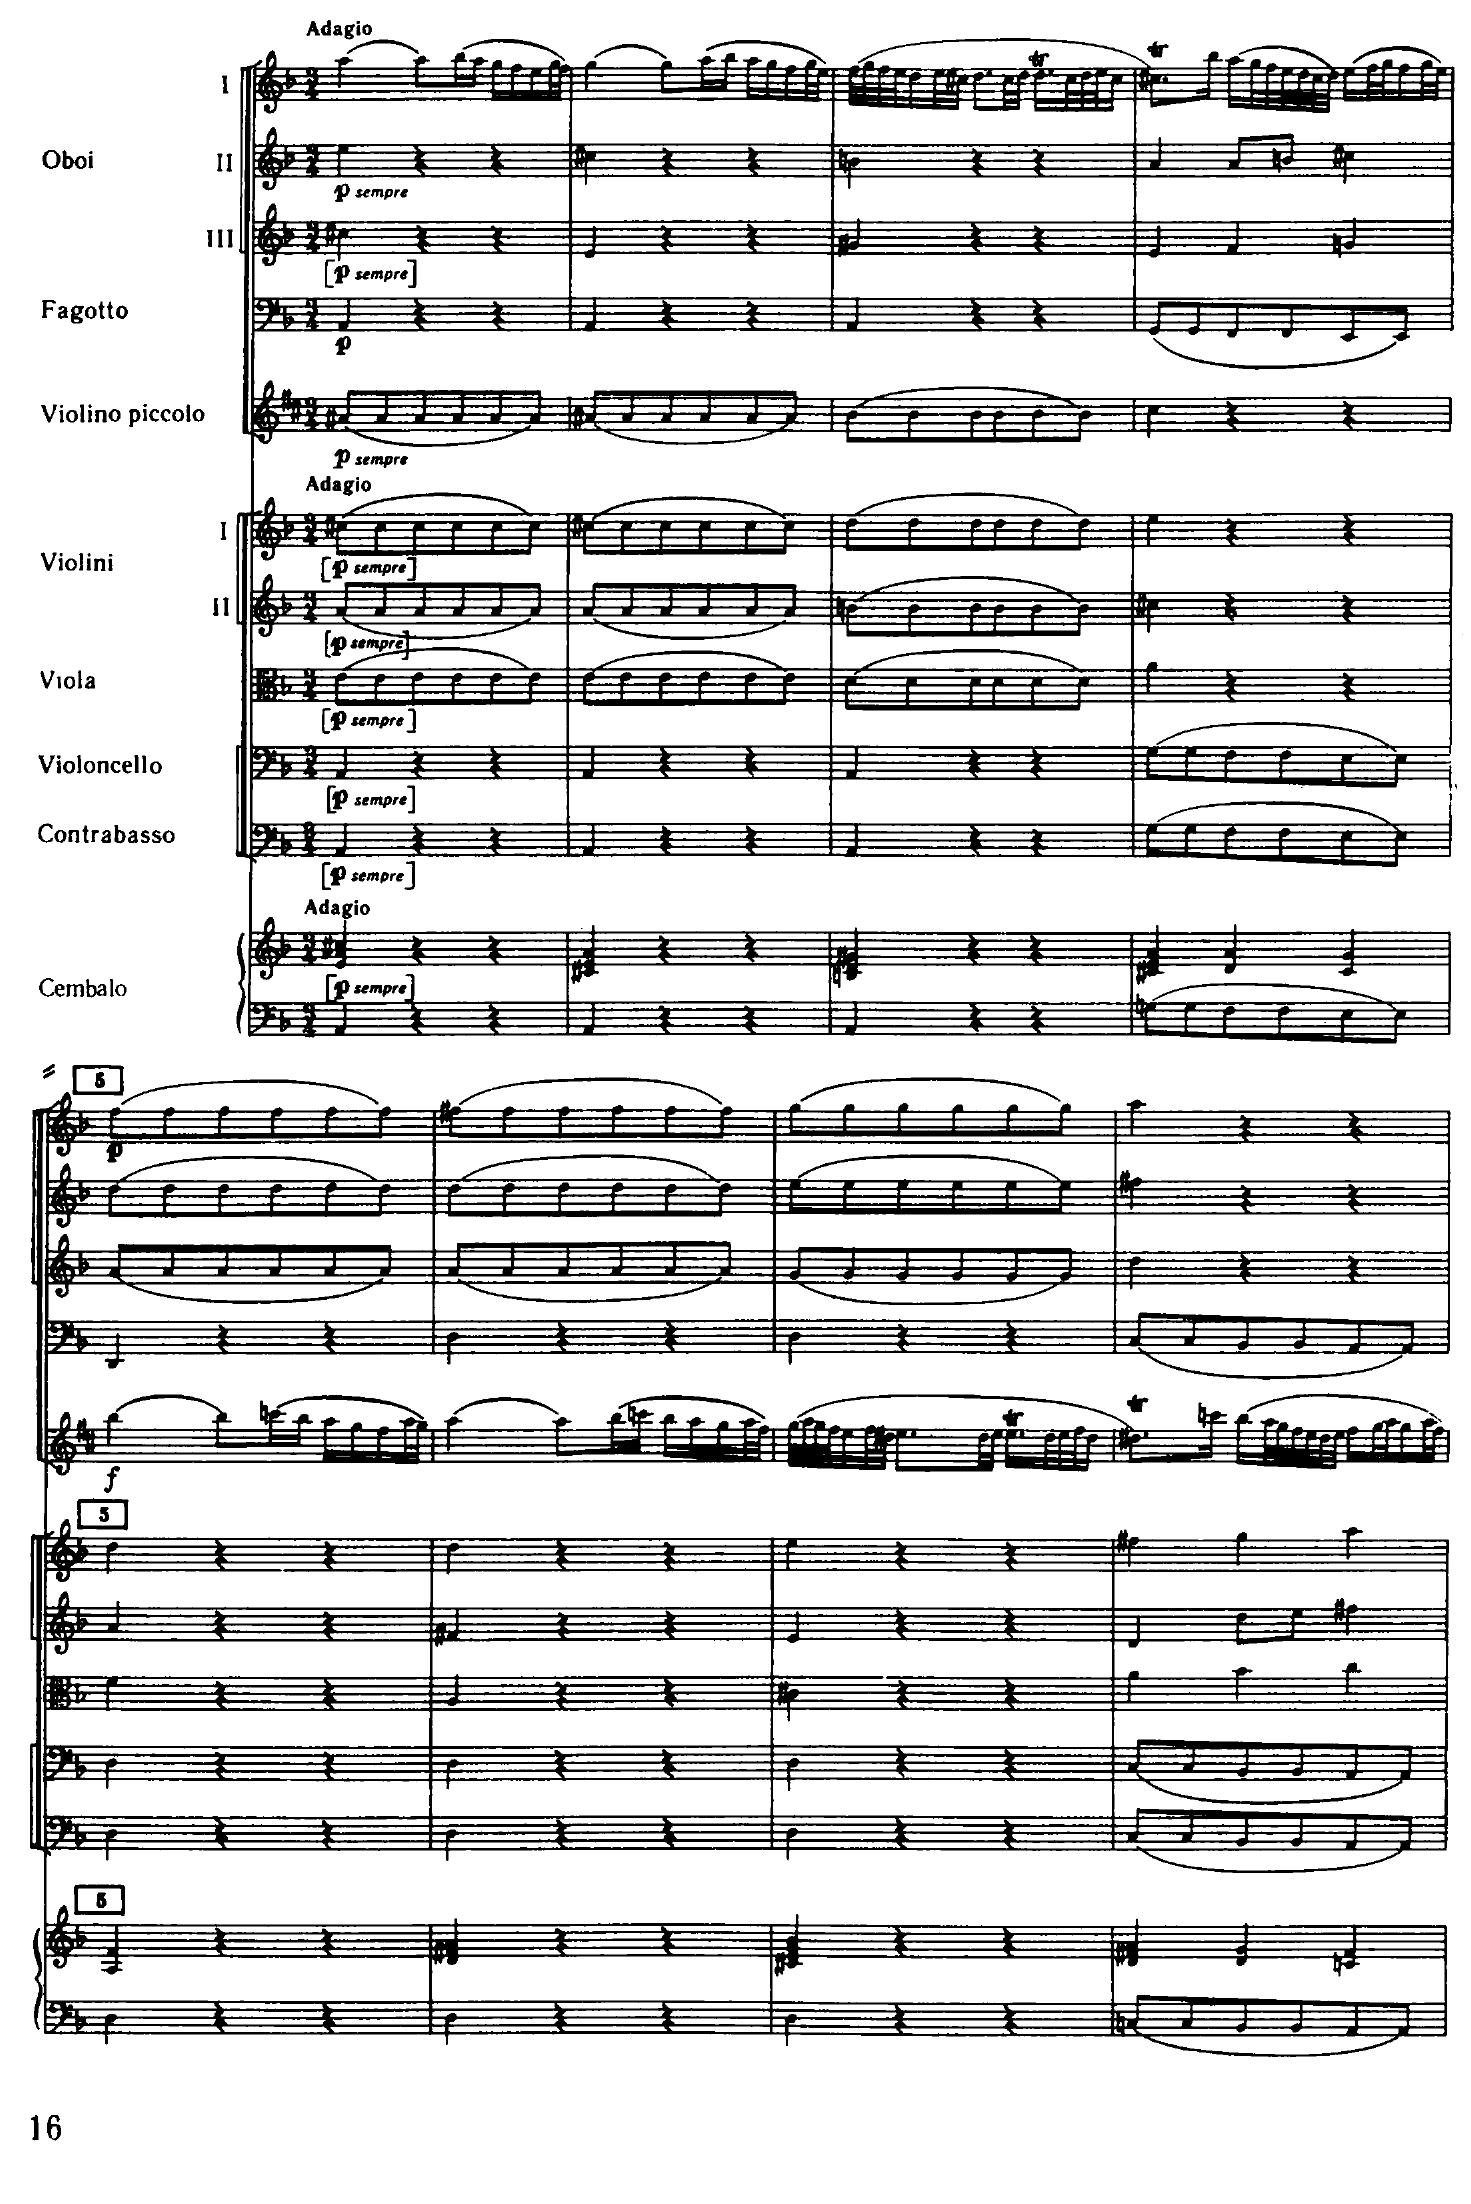 Adagio
I
Oboi II
p sempre
III
[p sempre]
Fagotto
p
Violino piccolo
p sempre
Adagio
I
Violini
[p sempre]
II
[p sempre]
Viola
[p sempre]
Violoncello
[p sempre]
Contrabasso
[p sempre]
Adagio
Cembalo
[p sempre]
5
p
f
5
5
16